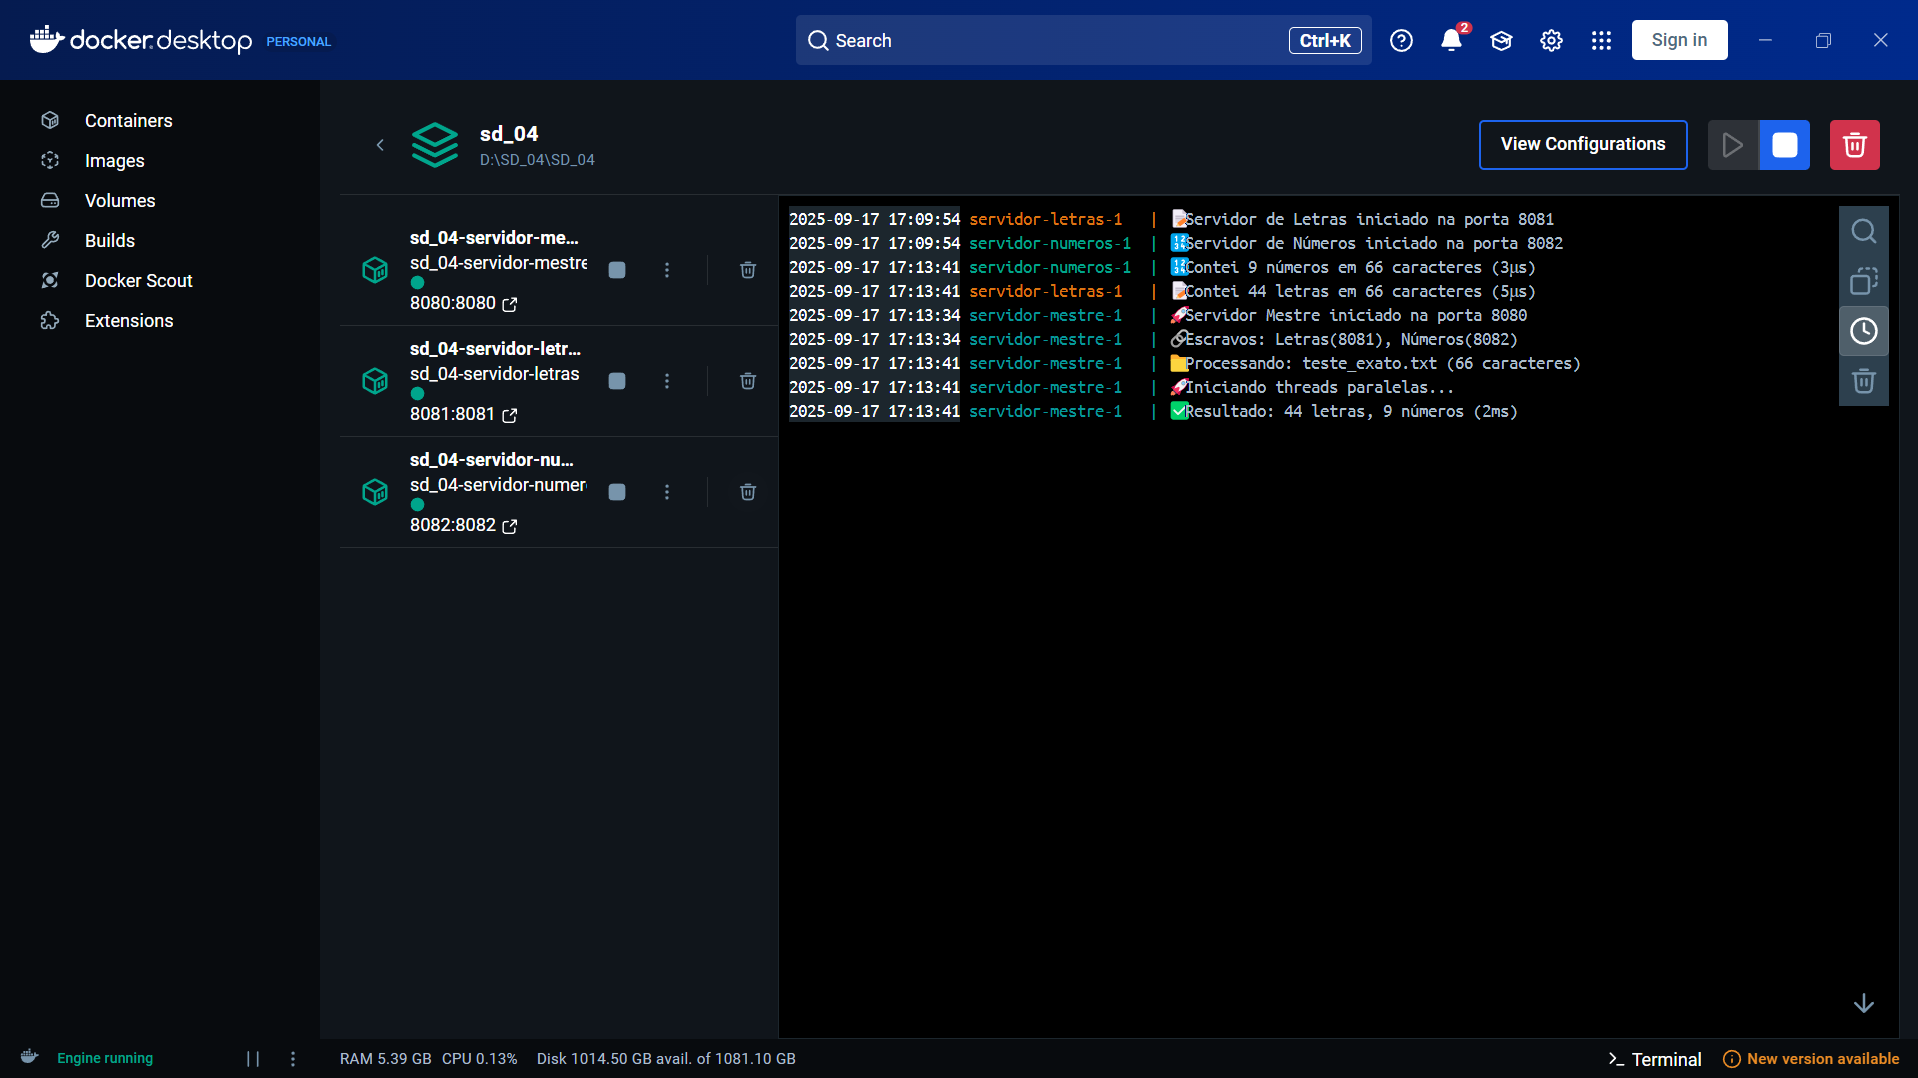 docker.desktop PERSONAL
Search
Ctrl+K
2
Sign in
Containers
Images
Volumes
Builds
Docker Scout
Extensions
sd_04
D:\SD_04\SD_04
View Configurations
sd_04-servidor-me...
sd_04-servidor-mestre
8080:8080
sd_04-servidor-letr...
sd_04-servidor-letras
8081:8081
sd_04-servidor-nu...
sd_04-servidor-numer
8082:8082
2025-09-17 17:09:54 servidor-letras-1 | 📝Servidor de Letras iniciado na porta 8081
2025-09-17 17:09:54 servidor-numeros-1 | 🔢Servidor de Números iniciado na porta 8082
2025-09-17 17:13:41 servidor-numeros-1 | 🔢Contei 9 números em 66 caracteres (3µs)
2025-09-17 17:13:41 servidor-letras-1 | 📝Contei 44 letras em 66 caracteres (5µs)
2025-09-17 17:13:34 servidor-mestre-1 | 🚀Servidor Mestre iniciado na porta 8080
2025-09-17 17:13:34 servidor-mestre-1 | 🔗Escravos: Letras(8081), Números(8082)
2025-09-17 17:13:41 servidor-mestre-1 | 📁Processando: teste_exato.txt (66 caracteres)
2025-09-17 17:13:41 servidor-mestre-1 | 🚀Iniciando threads paralelas...
2025-09-17 17:13:41 servidor-mestre-1 | ✅Resultado: 44 letras, 9 números (2ms)
Engine running
RAM 5.39 GB CPU 0.13% Disk 1014.50 GB avail. of 1081.10 GB
Terminal
New version available